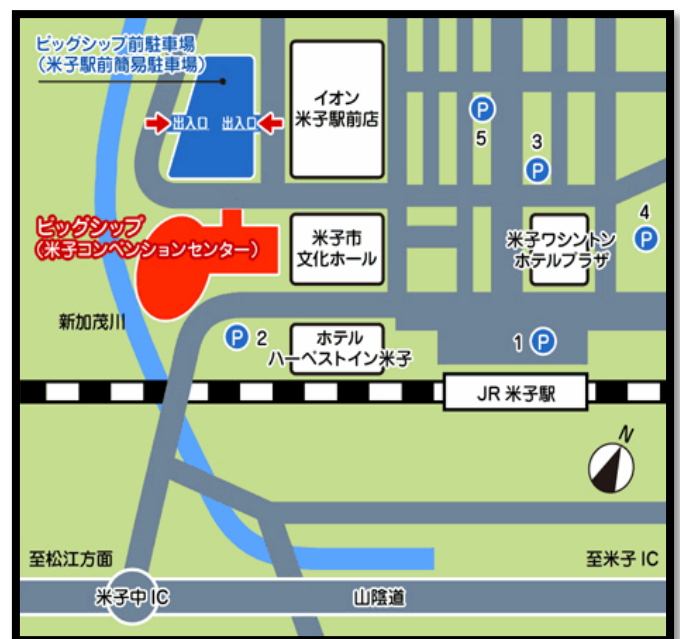 ビッグシップ前駐車場
(米子駅前簡易駐車場)
出入口 出入口
イオン
米子駅前店
P
5
3
P
4
P
ビッグシップ
(米子コンベンションセンター)
米子市
文化ホール
米子ワシントン
ホテルプラザ
新加茂川
P 2
ホテル
ハーベストイン米子
1 P
JR 米子駅
N
至松江方面
至米子 IC
米子中 IC
山陰道